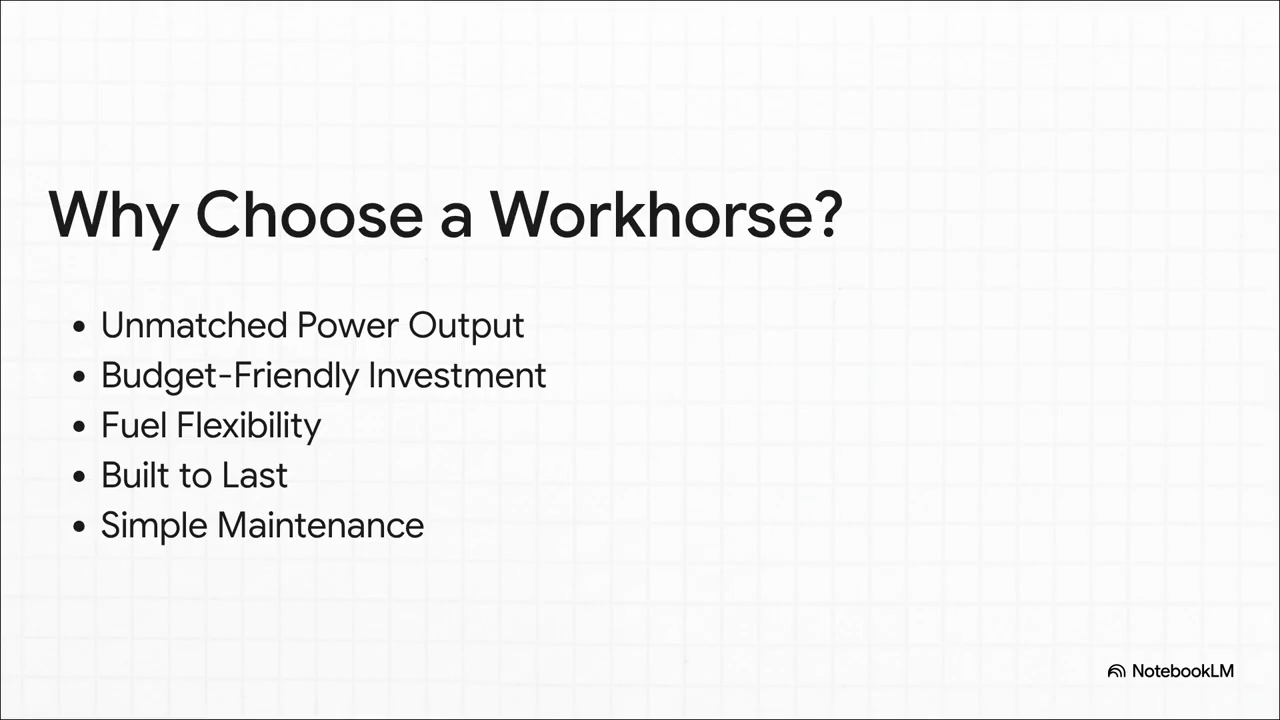 Why Choose a Workhorse?
• Unmatched Power Output
• Budget-Friendly Investment
• Fuel Flexibility
• Built to Last
• Simple Maintenance
NotebookLM